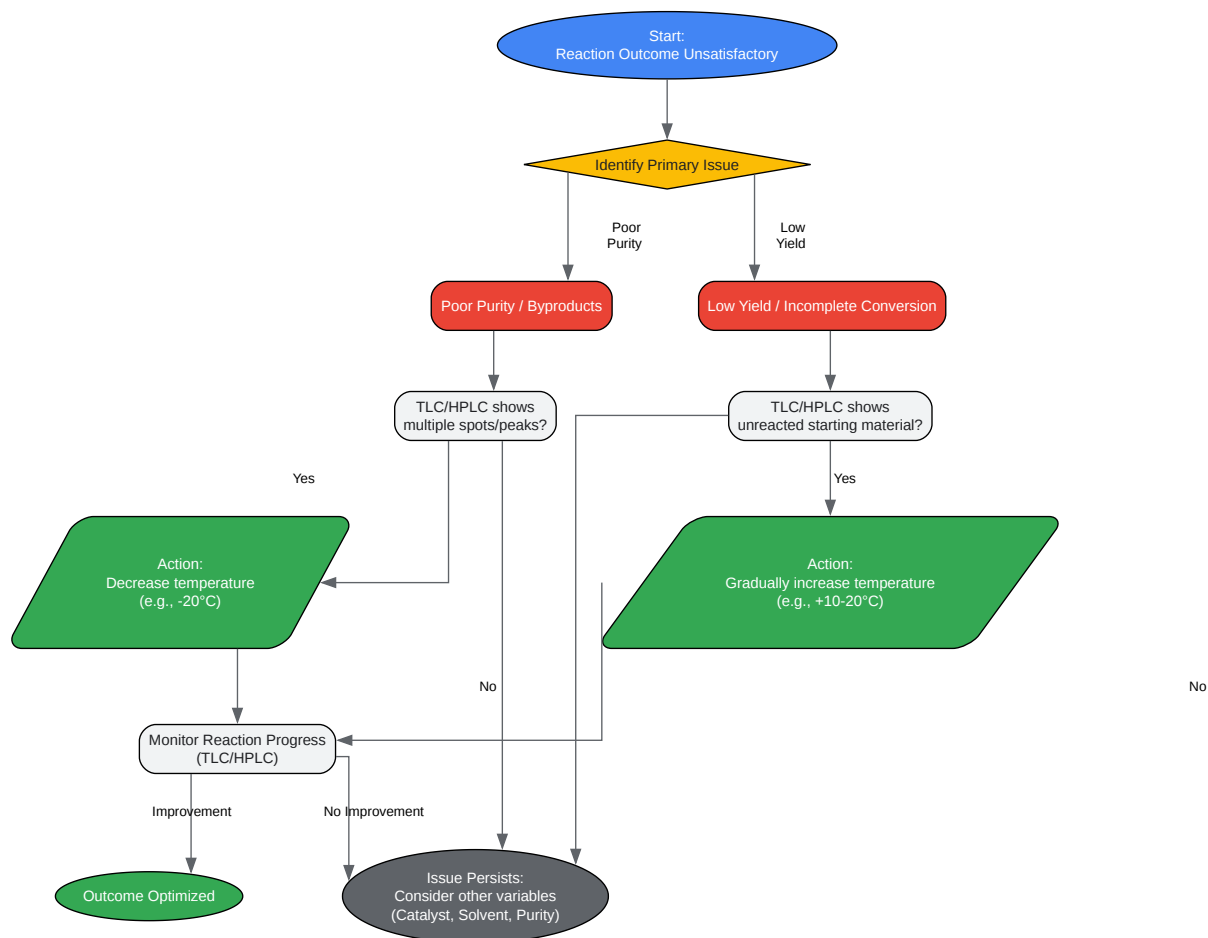 Start:
Reaction Outcome Unsatisfactory
Identify Primary Issue
Poor
Purity
Low
Yield
Poor Purity / Byproducts
Low Yield / Incomplete Conversion
TLC/HPLC shows
multiple spots/peaks?
TLC/HPLC shows
unreacted starting material?
Yes
Yes
Action:
Decrease temperature
(e.g., -20°C)
Action:
Gradually increase temperature
(e.g., +10-20°C)
No
No
Monitor Reaction Progress
(TLC/HPLC)
Improvement
No Improvement
Outcome Optimized
Issue Persists:
Consider other variables
(Catalyst, Solvent, Purity)